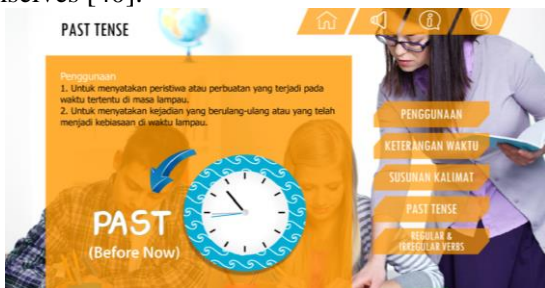 nserves [40].
PAST TENSE
Penggunaan
1. Untuk menyatakan peristiwa atau perbuatan yang terjadi pada
waktu tertentu di masa lampau.
2. Untuk menyatakan kejadian yang berulang-ulang atau yang telah
menjadi kebiasaan di waktu lampau.
PAST
(Before Now)
PENGGUNAAN
KETERANGAN WAKTU
SUSUNAN KALIMAT
PAST TENSE
REGULAR &
IRREGULAR VERBS